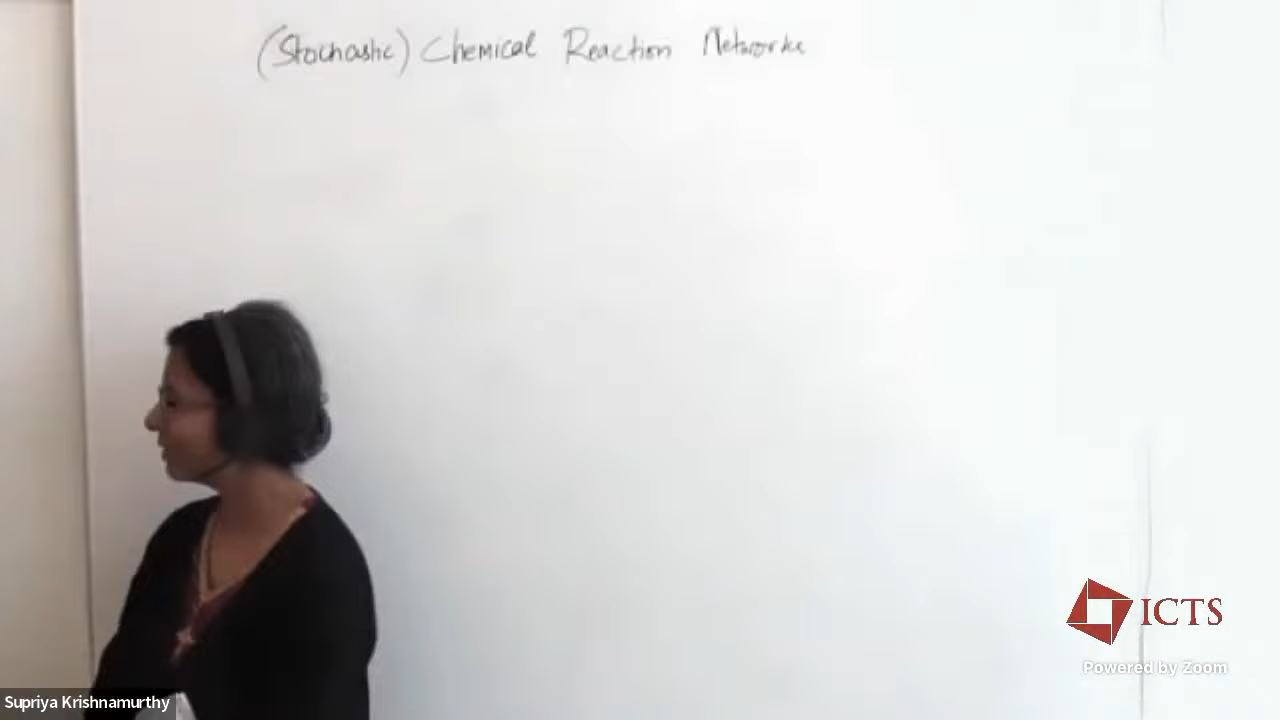 (Stochastic) Chemical Reaction Networks
ICTS
Powered by Zoom
Supriya Krishnamurthy